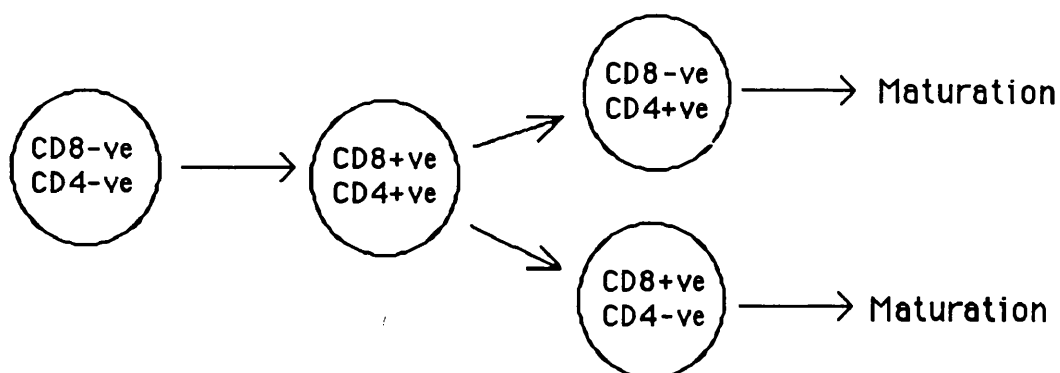 CD8-ve
CD4-ve
CD8+ve
CD4+ve
CD8-ve
CD4+ve
Maturation
CD8+ve
CD4-ve
Maturation